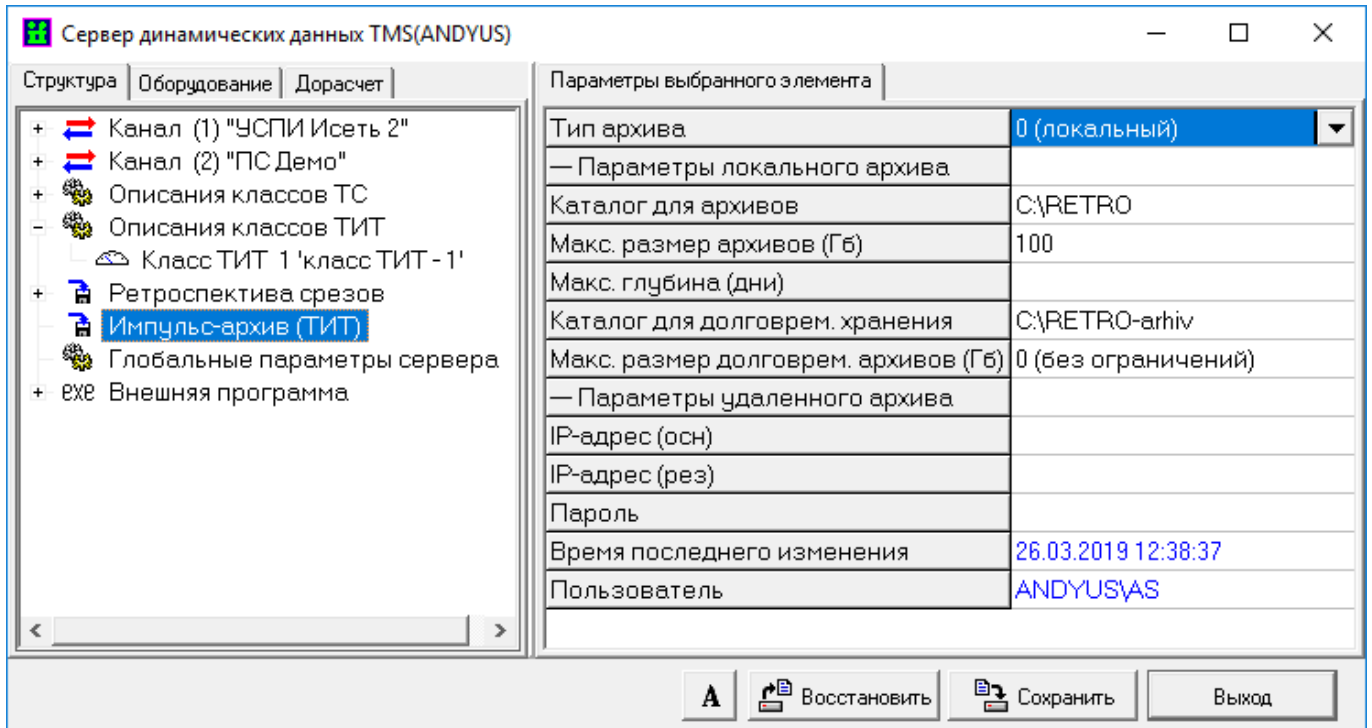 Сервер динамических данных TMS(ANDYUS)
Структура Оборудование Дорасчет
Канал (1) "УСПИ Исеть 2"
Канал (2) "ПС Демо"
Описания классов ТС
Описания классов ТИТ
Класс ТИТ 1 'класс ТИТ - 1'
Ретроспектива срезов
Импульс-архив (ТИТ)
Глобальные параметры сервера
exe Внешняя программа
Параметры выбранного элемента
Тип архива 0 (локальный)
— Параметры локального архива
Каталог для архивов C:\RETRO
Макс. размер архивов (Гб) 100
Макс. глубина (дни)
Каталог для долговрем. хранения C:\RETRO-arhiv
Макс. размер долговрем. архивов (Гб) 0 (без ограничений)
— Параметры удаленного архива
IP-адрес (осн)
IP-адрес (рез)
Пароль
Время последнего изменения 26.03.2019 12:38:37
Пользователь ANDYUS\AS
A Восстановить Сохранить Выход